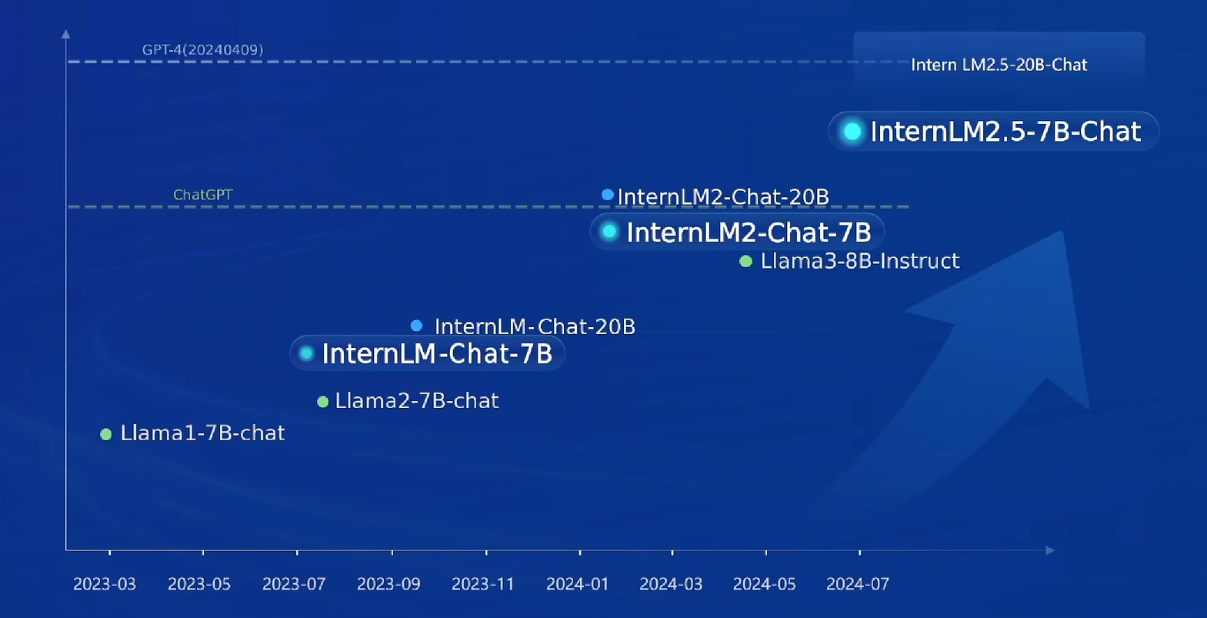 GPT-4(20240409)
Intern LM2.5-20B-Chat
InternLM2.5-7B-Chat
ChatGPT
InternLM2-Chat-20B
InternLM2-Chat-7B
Llama3-8B-Instruct
InternLM-Chat-20B
InternLM-Chat-7B
Llama2-7B-chat
Llama1-7B-chat
2023-03 2023-05 2023-07 2023-09 2023-11 2024-01 2024-03 2024-05 2024-07